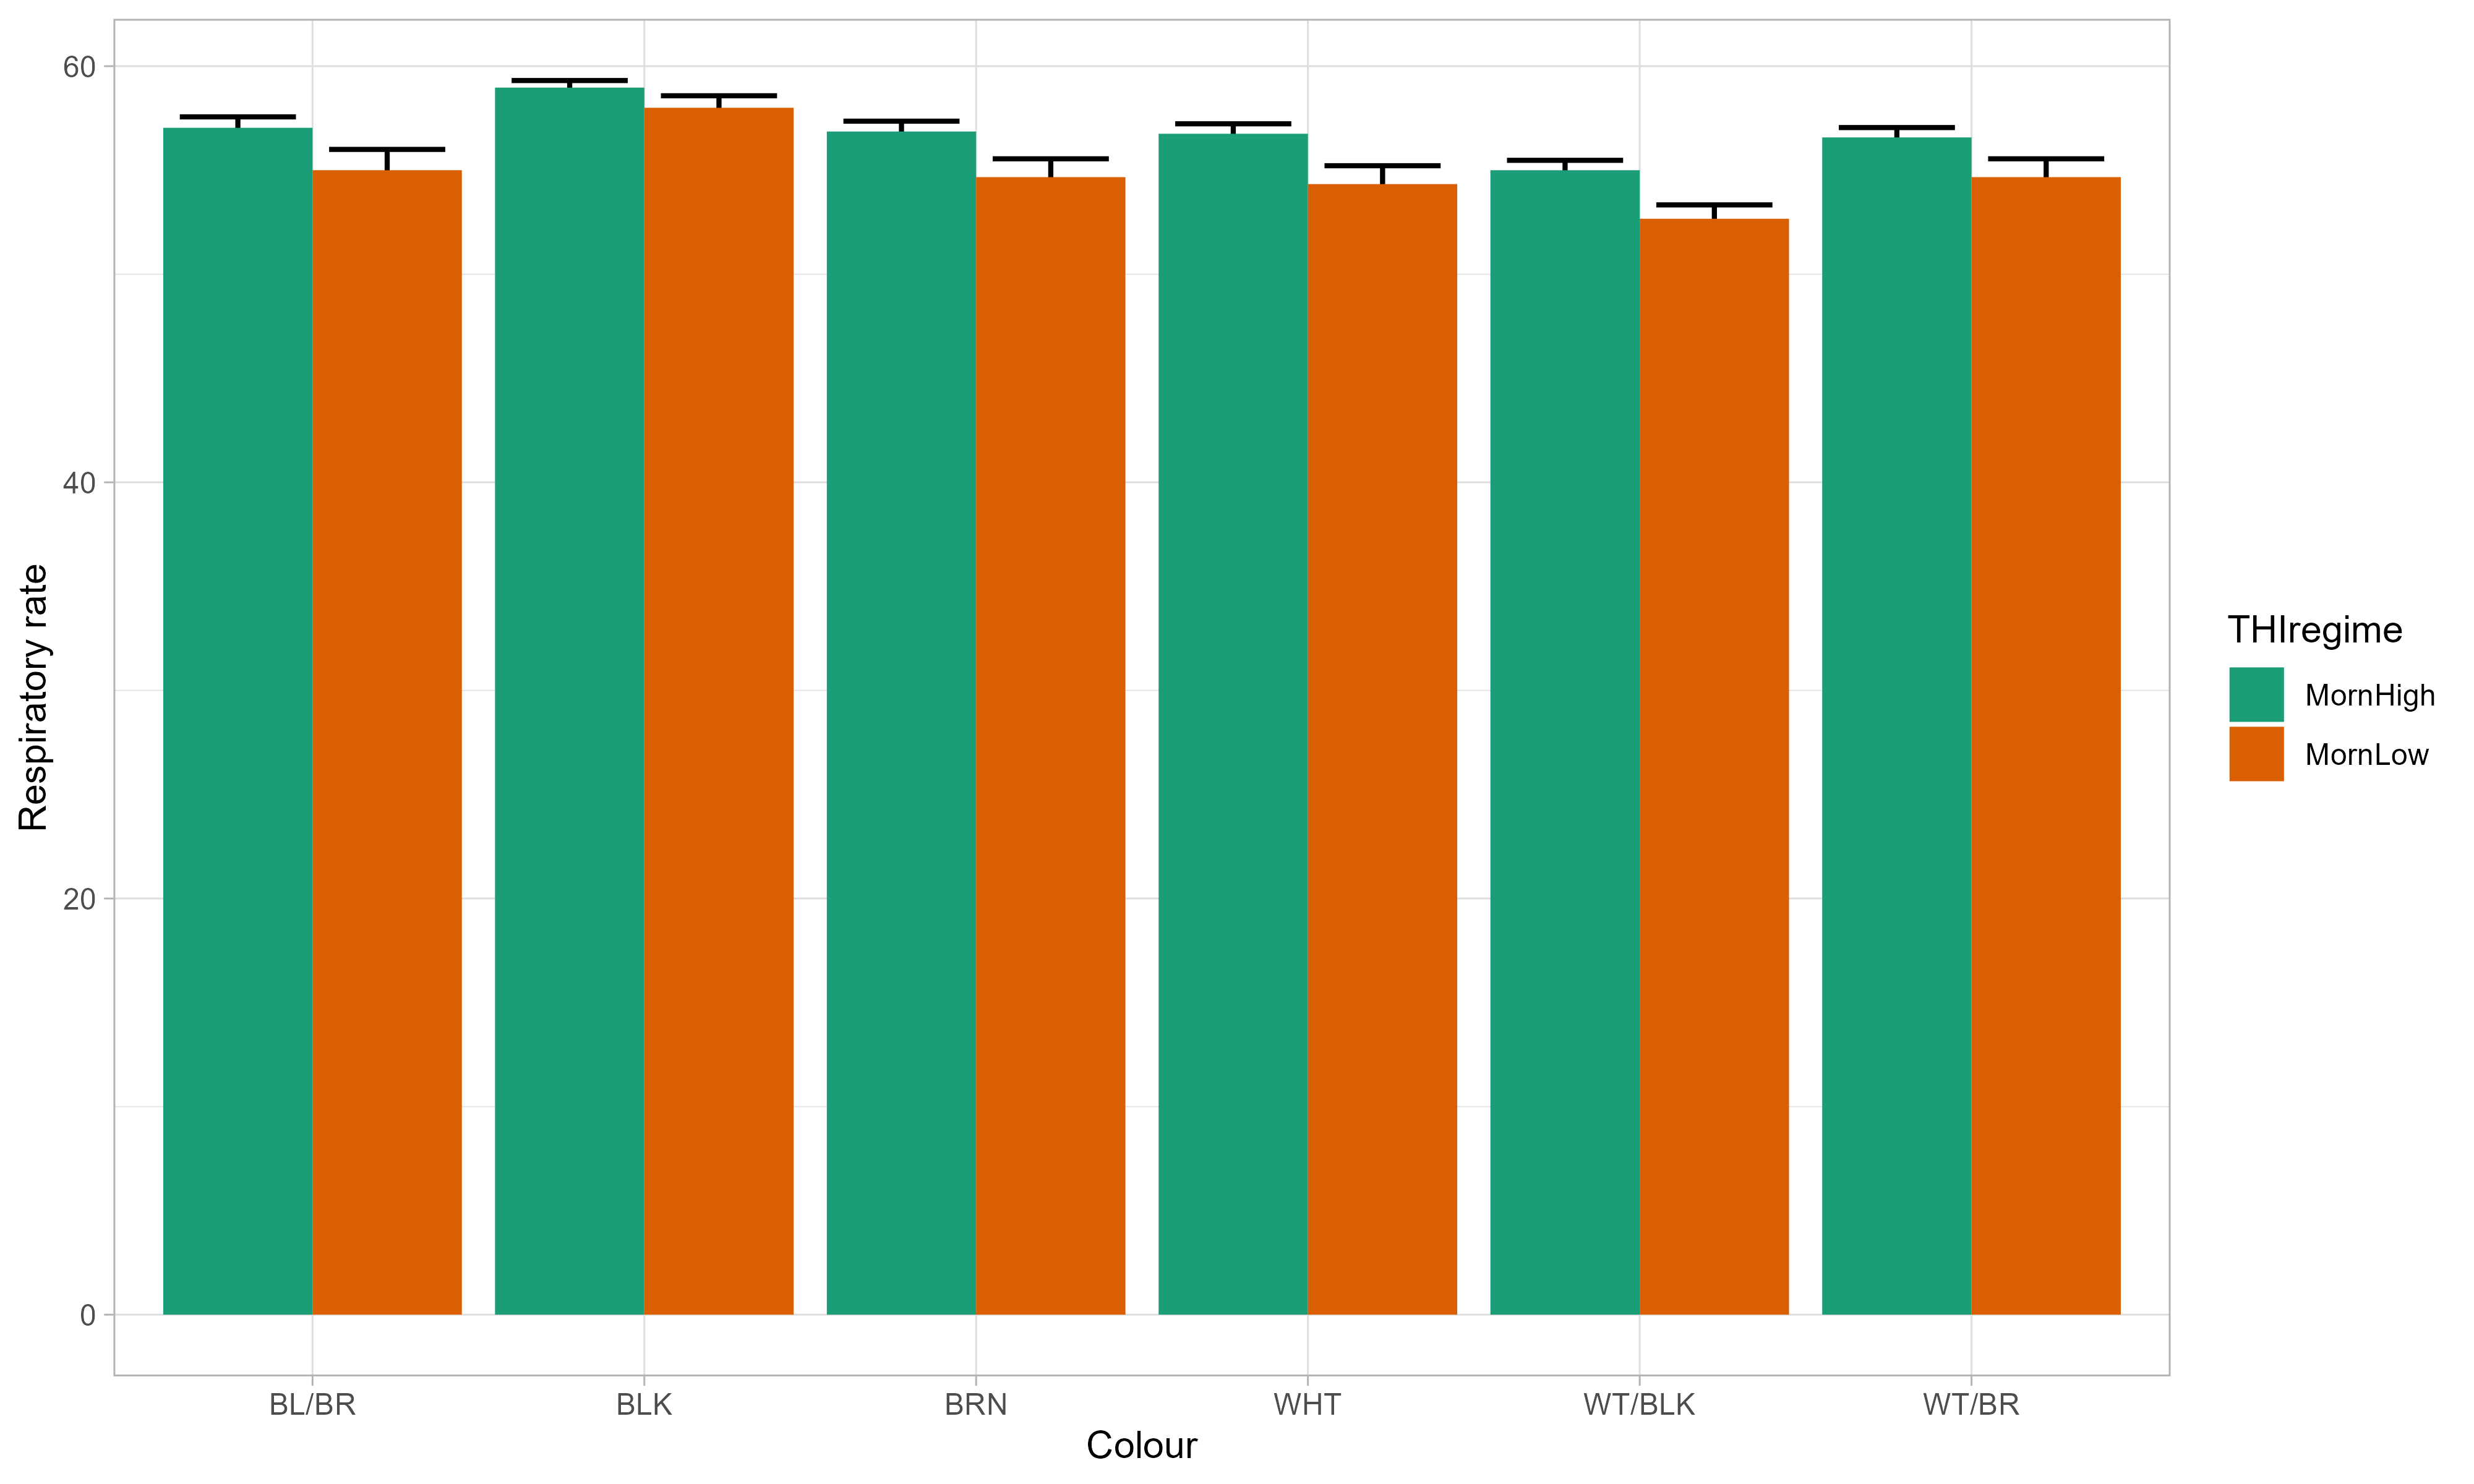 60
40
20
0
Respiratory rate
BL/BR
BLK
BRN
WHT
WT/BLK
WT/BR
Colour
THIregime
MornHigh
MornLow